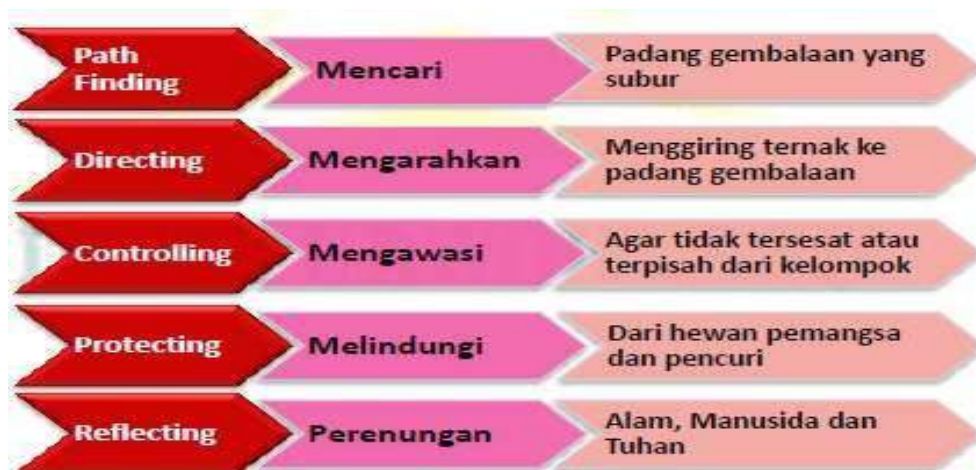 Path
Finding
Mencari
Padang gembalaan yang
subur
Directing
Mengarahkan
Menggiring ternak ke
padang gembalaan
Controlling
Mengawasi
Agar tidak tersesat atau
terpisah dari kelompok
Protecting
Melindungi
Dari hewan pemangsa
dan pencuri
Reflecting
Perenungan
Alam, Manusida dan
Tuhan